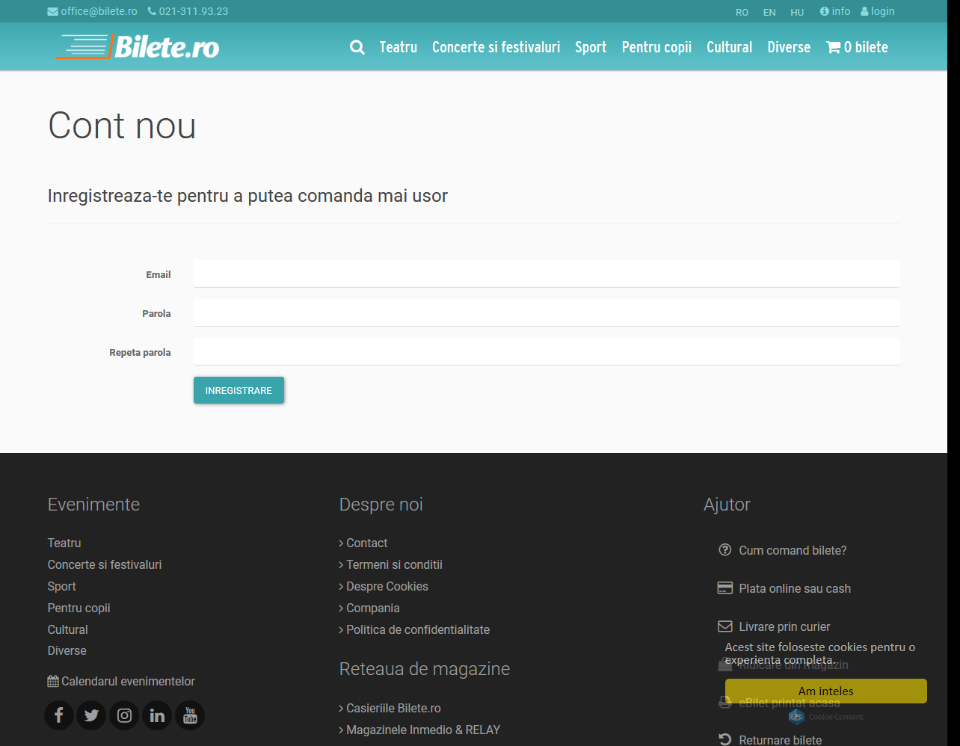 office@bilete.ro 021-311.93.23 RO EN HU info login
Bilete.ro Teatru Concerte si festivaluri Sport Pentru copii Cultural Diverse 0 bilete
Cont nou
Inregistreaza-te pentru a putea comanda mai usor
Email
Parola
Repeta parola
INREGISTRARE
Evenimente
Teatru
Concerte si festivaluri
Sport
Pentru copii
Cultural
Diverse
Calendarul evenimentelor
You Tube
Despre noi
Contact
Termeni si conditii
Despre Cookies
Compania
Politica de confidentialitate
Reteaua de magazine
Casieriile Bilete.ro
Magazinele Inmedio & RELAY
Ajutor
Cum comand bilete?
Plata online sau cash
Livrare prin curier
Ridicare din magazin
eBilet printat acasa
Returnare bilete
Acest site foloseste cookies pentru o
experienta completa.
Am inteles
Cookie Consent